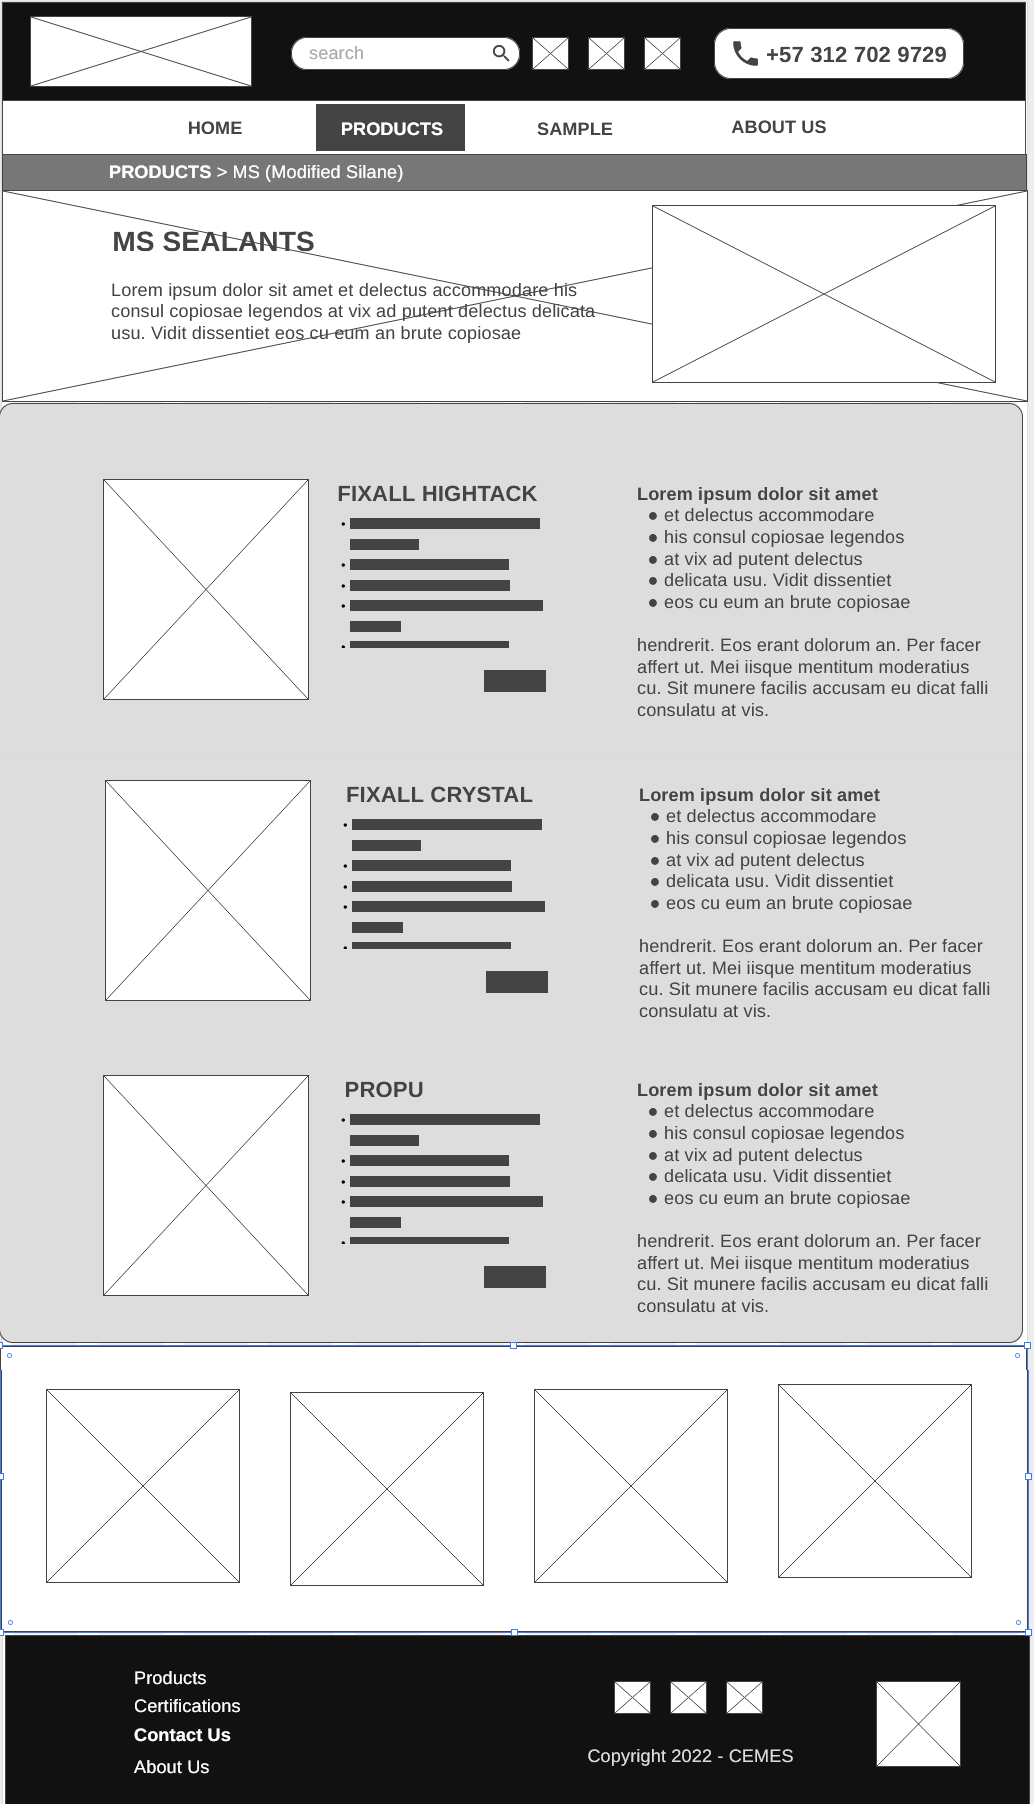 search
+57 312 702 9729
HOME
PRODUCTS
SAMPLE
ABOUT US
PRODUCTS > MS (Modified Silane)
MS SEALANTS
Lorem ipsum dolor sit amet et delectus accommodare his
consul copiosae legendos at vix ad putent delectus delicata
usu. Vidit dissentiet eos cu eum an brute copiosae
FIXALL HIGHTACK
Lorem ipsum dolor sit amet
● et delectus accommodare
● his consul copiosae legendos
● at vix ad putent delectus
● delicata usu. Vidit dissentiet
● eos cu eum an brute copiosae
hendrerit. Eos erant dolorum an. Per facer
affert ut. Mei iisque mentitum moderatius
cu. Sit munere facilis accusam eu dicat falli
consulatu at vis.
FIXALL CRYSTAL
Lorem ipsum dolor sit amet
● et delectus accommodare
● his consul copiosae legendos
● at vix ad putent delectus
● delicata usu. Vidit dissentiet
● eos cu eum an brute copiosae
hendrerit. Eos erant dolorum an. Per facer
affert ut. Mei iisque mentitum moderatius
cu. Sit munere facilis accusam eu dicat falli
consulatu at vis.
PROPU
Lorem ipsum dolor sit amet
● et delectus accommodare
● his consul copiosae legendos
● at vix ad putent delectus
● delicata usu. Vidit dissentiet
● eos cu eum an brute copiosae
hendrerit. Eos erant dolorum an. Per facer
affert ut. Mei iisque mentitum moderatius
cu. Sit munere facilis accusam eu dicat falli
consulatu at vis.
Products
Certifications
Contact Us
About Us
Copyright 2022 - CEMES